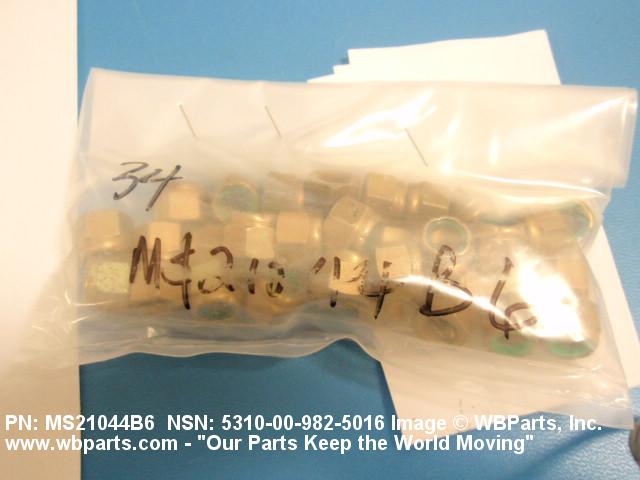 34
MS21044B6
PN: MS21044B6 NSN: 5310-00-982-5016 Image © WBParts, Inc.
www.wbparts.com - "Our Parts Keep the World Moving"